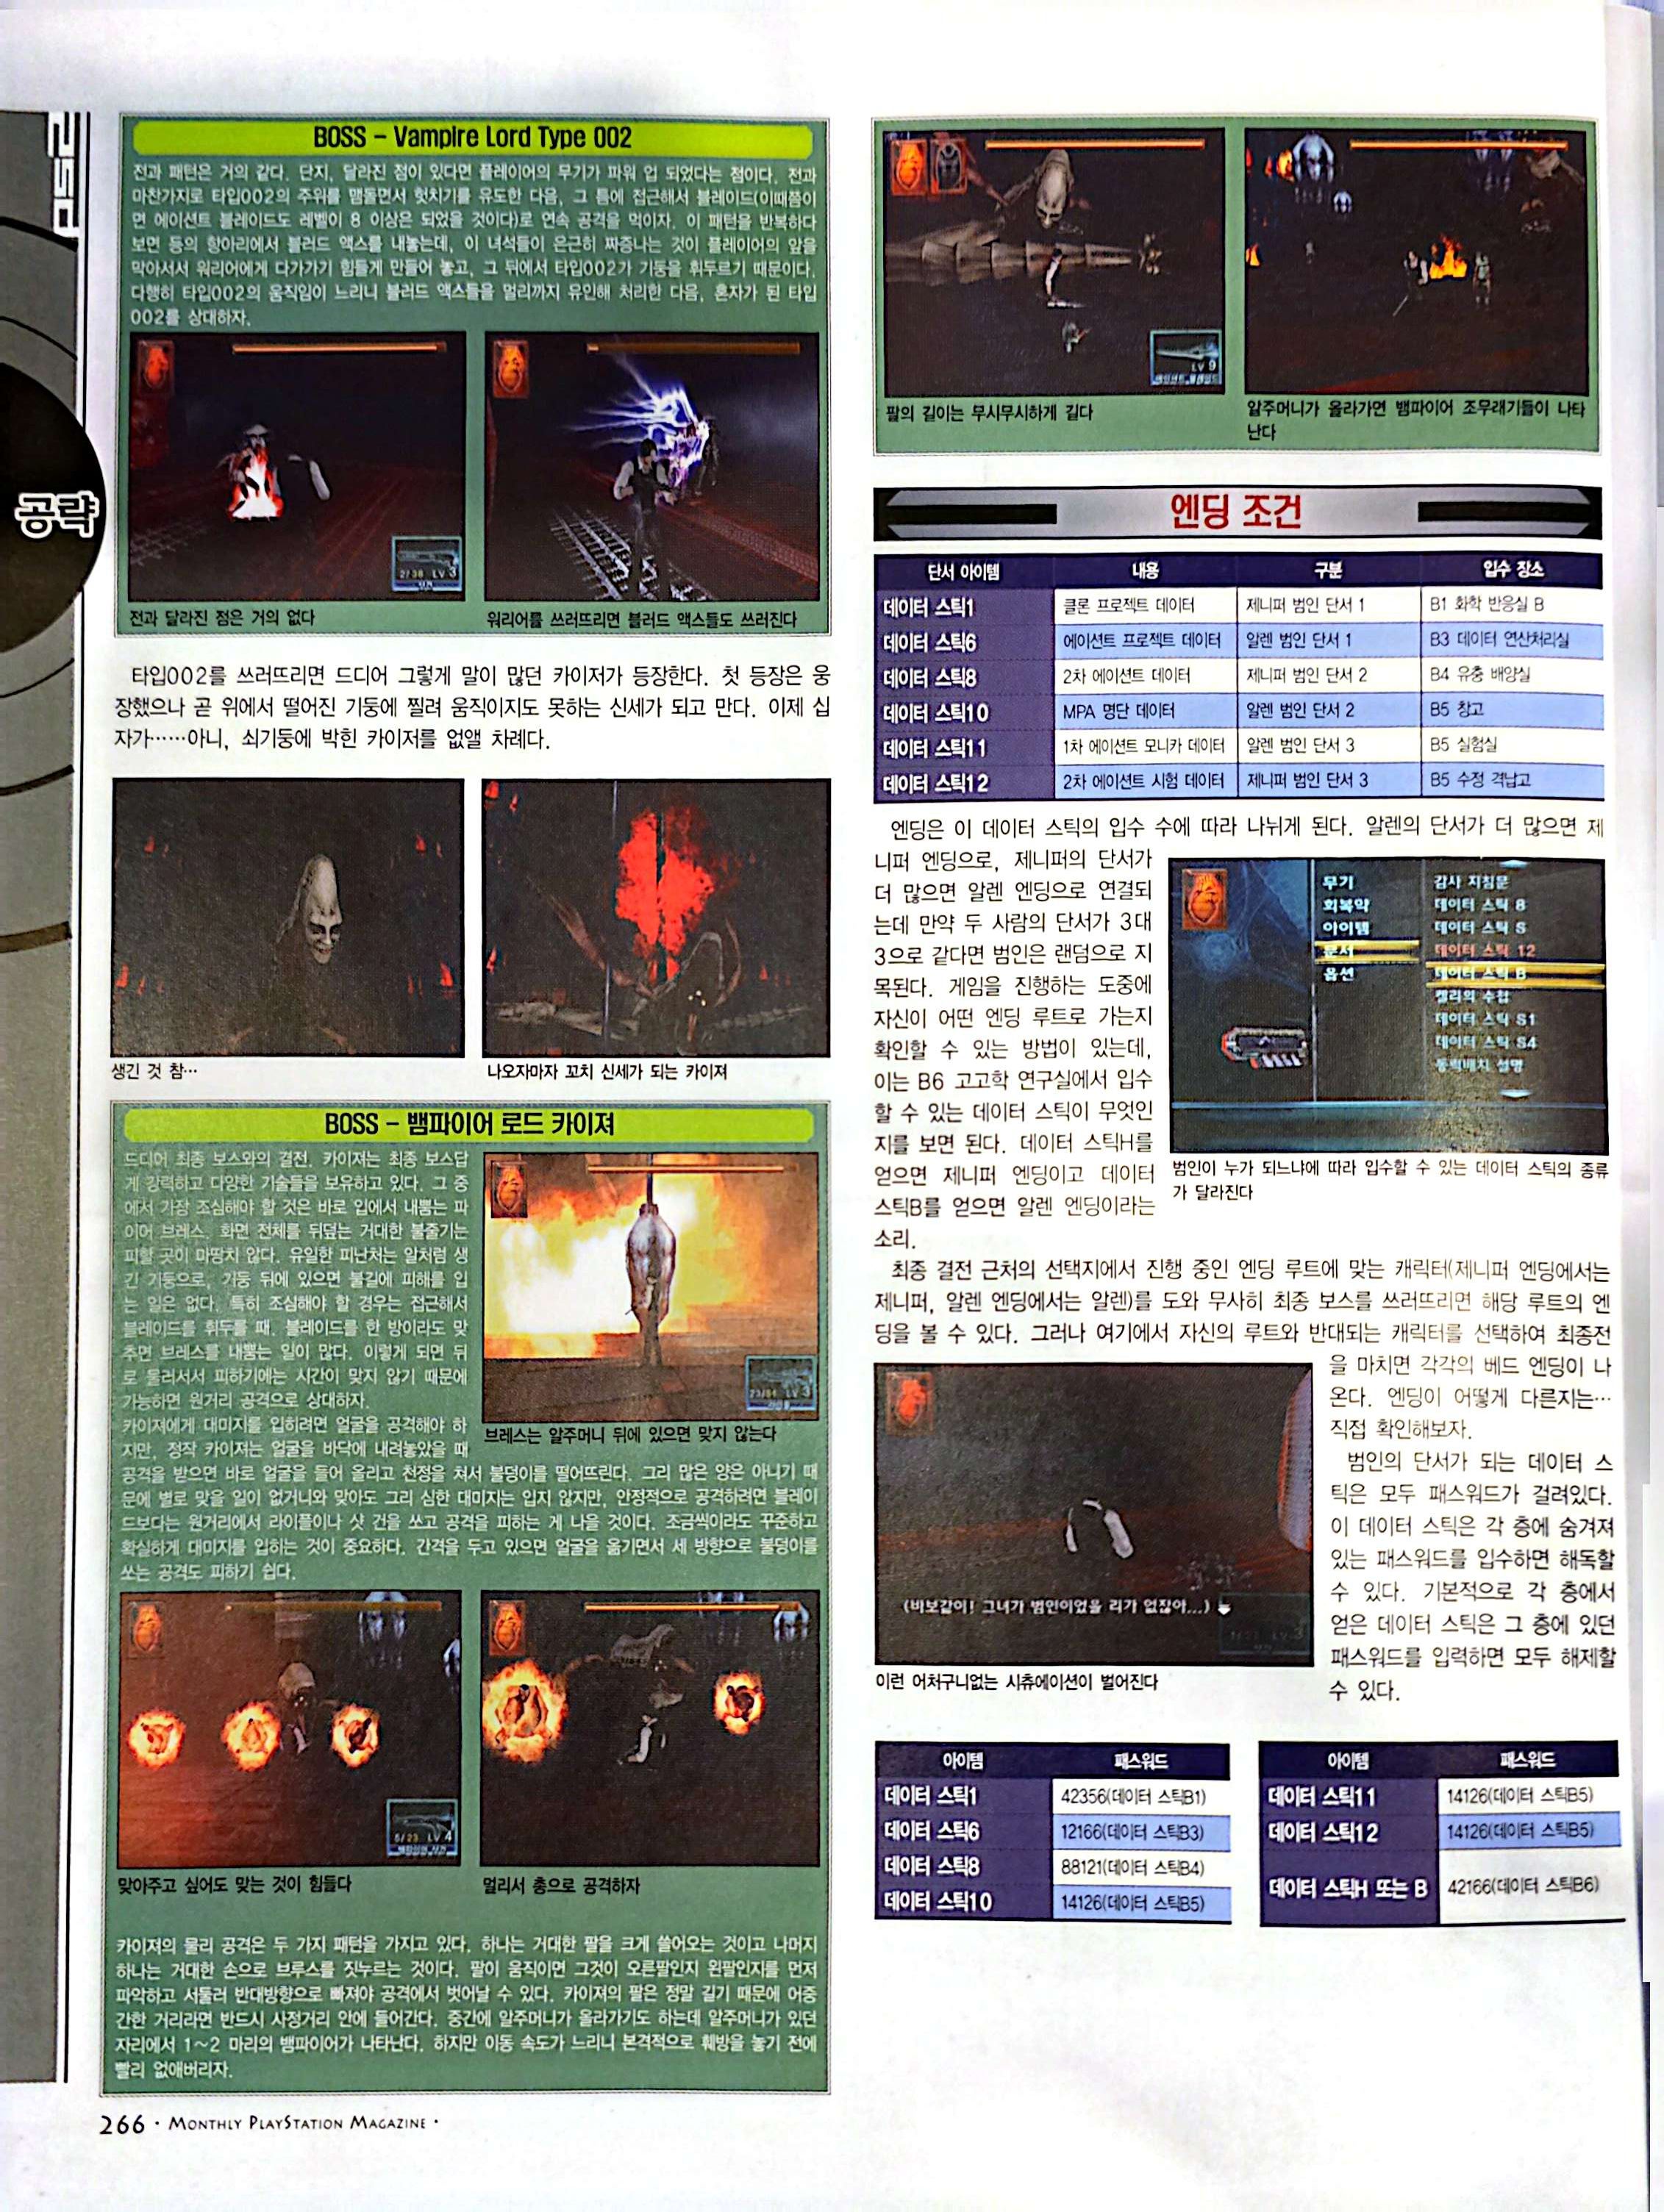 PS2
공략
BOSS - Vampire Lord Type 002
전과 패턴은 거의 같다. 단지, 달라진 점이 있다면 플레이어의 무기가 파워 업 되었다는 점이다. 전과
마찬가지로 타입002의 주위를 맴돌면서 헛치기를 유도한 다음, 그 틈에 접근해서 블레이드(이때쯤이
면 에이션트 블레이드도 레벨이 8 이상은 되었을 것이다)로 연속 공격을 먹이자. 이 패턴을 반복하다
보면 등의 항아리에서 블러드 액스를 내놓는데, 이 녀석들이 은근히 짜증나는 것이 플레이어의 앞을
막아서서 워리어에게 다가가기 힘들게 만들어 놓고, 그 뒤에서 타입002가 기둥을 휘두르기 때문이다.
다행히 타입002의 움직임이 느리니 블러드 액스들을 멀리까지 유인해 처리한 다음, 혼자가 된 타입
002를 상대하자.
2/38 LV 3
전과 달라진 점은 거의 없다
워리어를 쓰러뜨리면 블러드 액스들도 쓰러진다
타입002를 쓰러뜨리면 드디어 그렇게 말이 많던 카이저가 등장한다. 첫 등장은 웅
장했으나 곧 위에서 떨어진 기둥에 찔려 움직이지도 못하는 신세가 되고 만다. 이제 십
자가……아니, 쇠기둥에 박힌 카이저를 없앨 차례다.
생긴 것 참…
나오자마자 꼬치 신세가 되는 카이져
BOSS - 뱀파이어 로드 카이져
드디어 최종 보스와의 결전. 카이져는 최종 보스답
게 강력하고 다양한 기술들을 보유하고 있다. 그 중
에서 가장 조심해야 할 것은 바로 입에서 내뿜는 파
이어 브레스. 화면 전체를 뒤덮는 거대한 불줄기는
피할 곳이 마땅치 않다. 유일한 피난처는 알처럼 생
긴 기둥으로, 기둥 뒤에 있으면 불길에 피해를 입
는 일은 없다. 특히 조심해야 할 경우는 접근해서
블레이드를 휘두를 때. 블레이드를 한 방이라도 맞
추면 브레스를 내뿜는 일이 많다. 이렇게 되면 뒤
로 돌러서서 피하기에는 시간이 맞지 않기 때문에
가능하면 원거리 공격으로 상대하자.
카이져에게 대미지를 입히려면 얼굴을 공격해야 하
지만, 정작 카이져는 얼굴을 바닥에 내려놓았을 때
공격을 받으면 바로 얼굴을 들어 올리고 천정을 쳐서 불덩이를 떨어뜨린다. 그리 많은 양은 아니기 때
문에 별로 맞을 일이 없거니와 맞아도 그리 심한 대미지는 입지 않지만, 안정적으로 공격하려면 블레이
드보다는 원거리에서 라이플이나 샷 건을 쏘고 공격을 피하는 게 나을 것이다. 조금씩이라도 꾸준하고
확실하게 대미지를 입히는 것이 중요하다. 간격을 두고 있으면 얼굴을 옮기면서 세 방향으로 불덩이를
쏘는 공격도 피하기 쉽다.
LV 3
브레스는 알주머니 뒤에 있으면 맞지 않는다
6/23 LV 4
맞아주고 싶어도 맞는 것이 힘들다
멀리서 총으로 공격하자
카이져의 물리 공격은 두 가지 패턴을 가지고 있다. 하나는 거대한 팔을 크게 쓸어오는 것이고 나머지
하나는 거대한 손으로 브루스를 짓누르는 것이다. 팔이 움직이면 그것이 오른팔인지 왼팔인지를 먼저
파악하고 서둘러 반대방향으로 빠져야 공격에서 벗어날 수 있다. 카이져의 팔은 정말 길기 때문에 어중
간한 거리라면 반드시 사정거리 안에 들어간다. 중간에 알주머니가 올라가기도 하는데 알주머니가 있던
자리에서 1~2 마리의 뱀파이어가 나타난다. 하지만 이동 속도가 느리니 본격적으로 훼방을 놓기 전에
빨리 없애버리자.
266 · MONTHLY PLAYSTATION MAGAZINE ·
LV 9
에이션트 블레이드
팔의 길이는 무시무시하게 길다
알주머니가 올라가면 뱀파이어 조무래기들이 나타
난다
엔딩 조건
단서 아이템 내용 구분 입수 장소
데이터 스틱1 클론 프로젝트 데이터 제니퍼 범인 단서 1 B1 화학 반응실 B
데이터 스틱6 에이션트 프로젝트 데이터 알렌 범인 단서 1 B3 데이터 연산처리실
데이터 스틱8 2차 에이션트 데이터 제니퍼 범인 단서 2 B4 유충 배양실
데이터 스틱10 MPA 명단 데이터 알렌 범인 단서 2 B5 창고
데이터 스틱11 1차 에이션트 모니카 데이터 알렌 범인 단서 3 B5 실험실
데이터 스틱12 2차 에이션트 시험 데이터 제니퍼 범인 단서 3 B5 수정 격납고
엔딩은 이 데이터 스틱의 입수 수에 따라 나뉘게 된다. 알렌의 단서가 더 많으면 제
니퍼 엔딩으로, 제니퍼의 단서가
더 많으면 알렌 엔딩으로 연결되
는데 만약 두 사람의 단서가 3대
3으로 같다면 범인은 랜덤으로 지
목된다. 게임을 진행하는 도중에
자신이 어떤 엔딩 루트로 가는지
확인할 수 있는 방법이 있는데,
이는 B6 고고학 연구실에서 입수
할 수 있는 데이터 스틱이 무엇인
지를 보면 된다. 데이터 스틱H를
얻으면 제니퍼 엔딩이고 데이터
스틱B를 얻으면 알렌 엔딩이라는
소리.
무기
회복약
아이템
문서
옵션
감사 지침문
데이터 스틱 8
데이터 스틱 S
데이터 스틱 12
데이터 스틱 B
켈리의 수첩
데이터 스틱 S1
데이터 스틱 S4
동력배치 설명
범인이 누가 되느냐에 따라 입수할 수 있는 데이터 스틱의 종류
가 달라진다
최종 결전 근처의 선택지에서 진행 중인 엔딩 루트에 맞는 캐릭터(제니퍼 엔딩에서는
제니퍼, 알렌 엔딩에서는 알렌)를 도와 무사히 최종 보스를 쓰러뜨리면 해당 루트의 엔
딩을 볼 수 있다. 그러나 여기에서 자신의 루트와 반대되는 캐릭터를 선택하여 최종전
을 마치면 각각의 베드 엔딩이 나
온다. 엔딩이 어떻게 다른지는…
직접 확인해보자.
범인의 단서가 되는 데이터 스
틱은 모두 패스워드가 걸려있다.
이 데이터 스틱은 각 층에 숨겨져
있는 패스워드를 입수하면 해독할
수 있다. 기본적으로 각 층에서
얻은 데이터 스틱은 그 층에 있던
패스워드를 입력하면 모두 해제할
수 있다.
(바보같이! 그녀가 범인이었을 리가 없잖아...)
이런 어처구니없는 시츄에이션이 벌어진다
아이템 패스워드
데이터 스틱1 42356(데이터 스틱B1)
데이터 스틱6 12166(데이터 스틱B3)
데이터 스틱8 88121(데이터 스틱B4)
데이터 스틱10 14126(데이터 스틱B5)
아이템 패스워드
데이터 스틱11 14126(데이터 스틱B5)
데이터 스틱12 14126(데이터 스틱B5)
데이터 스틱H 또는 B 42166(데이터 스틱B6)